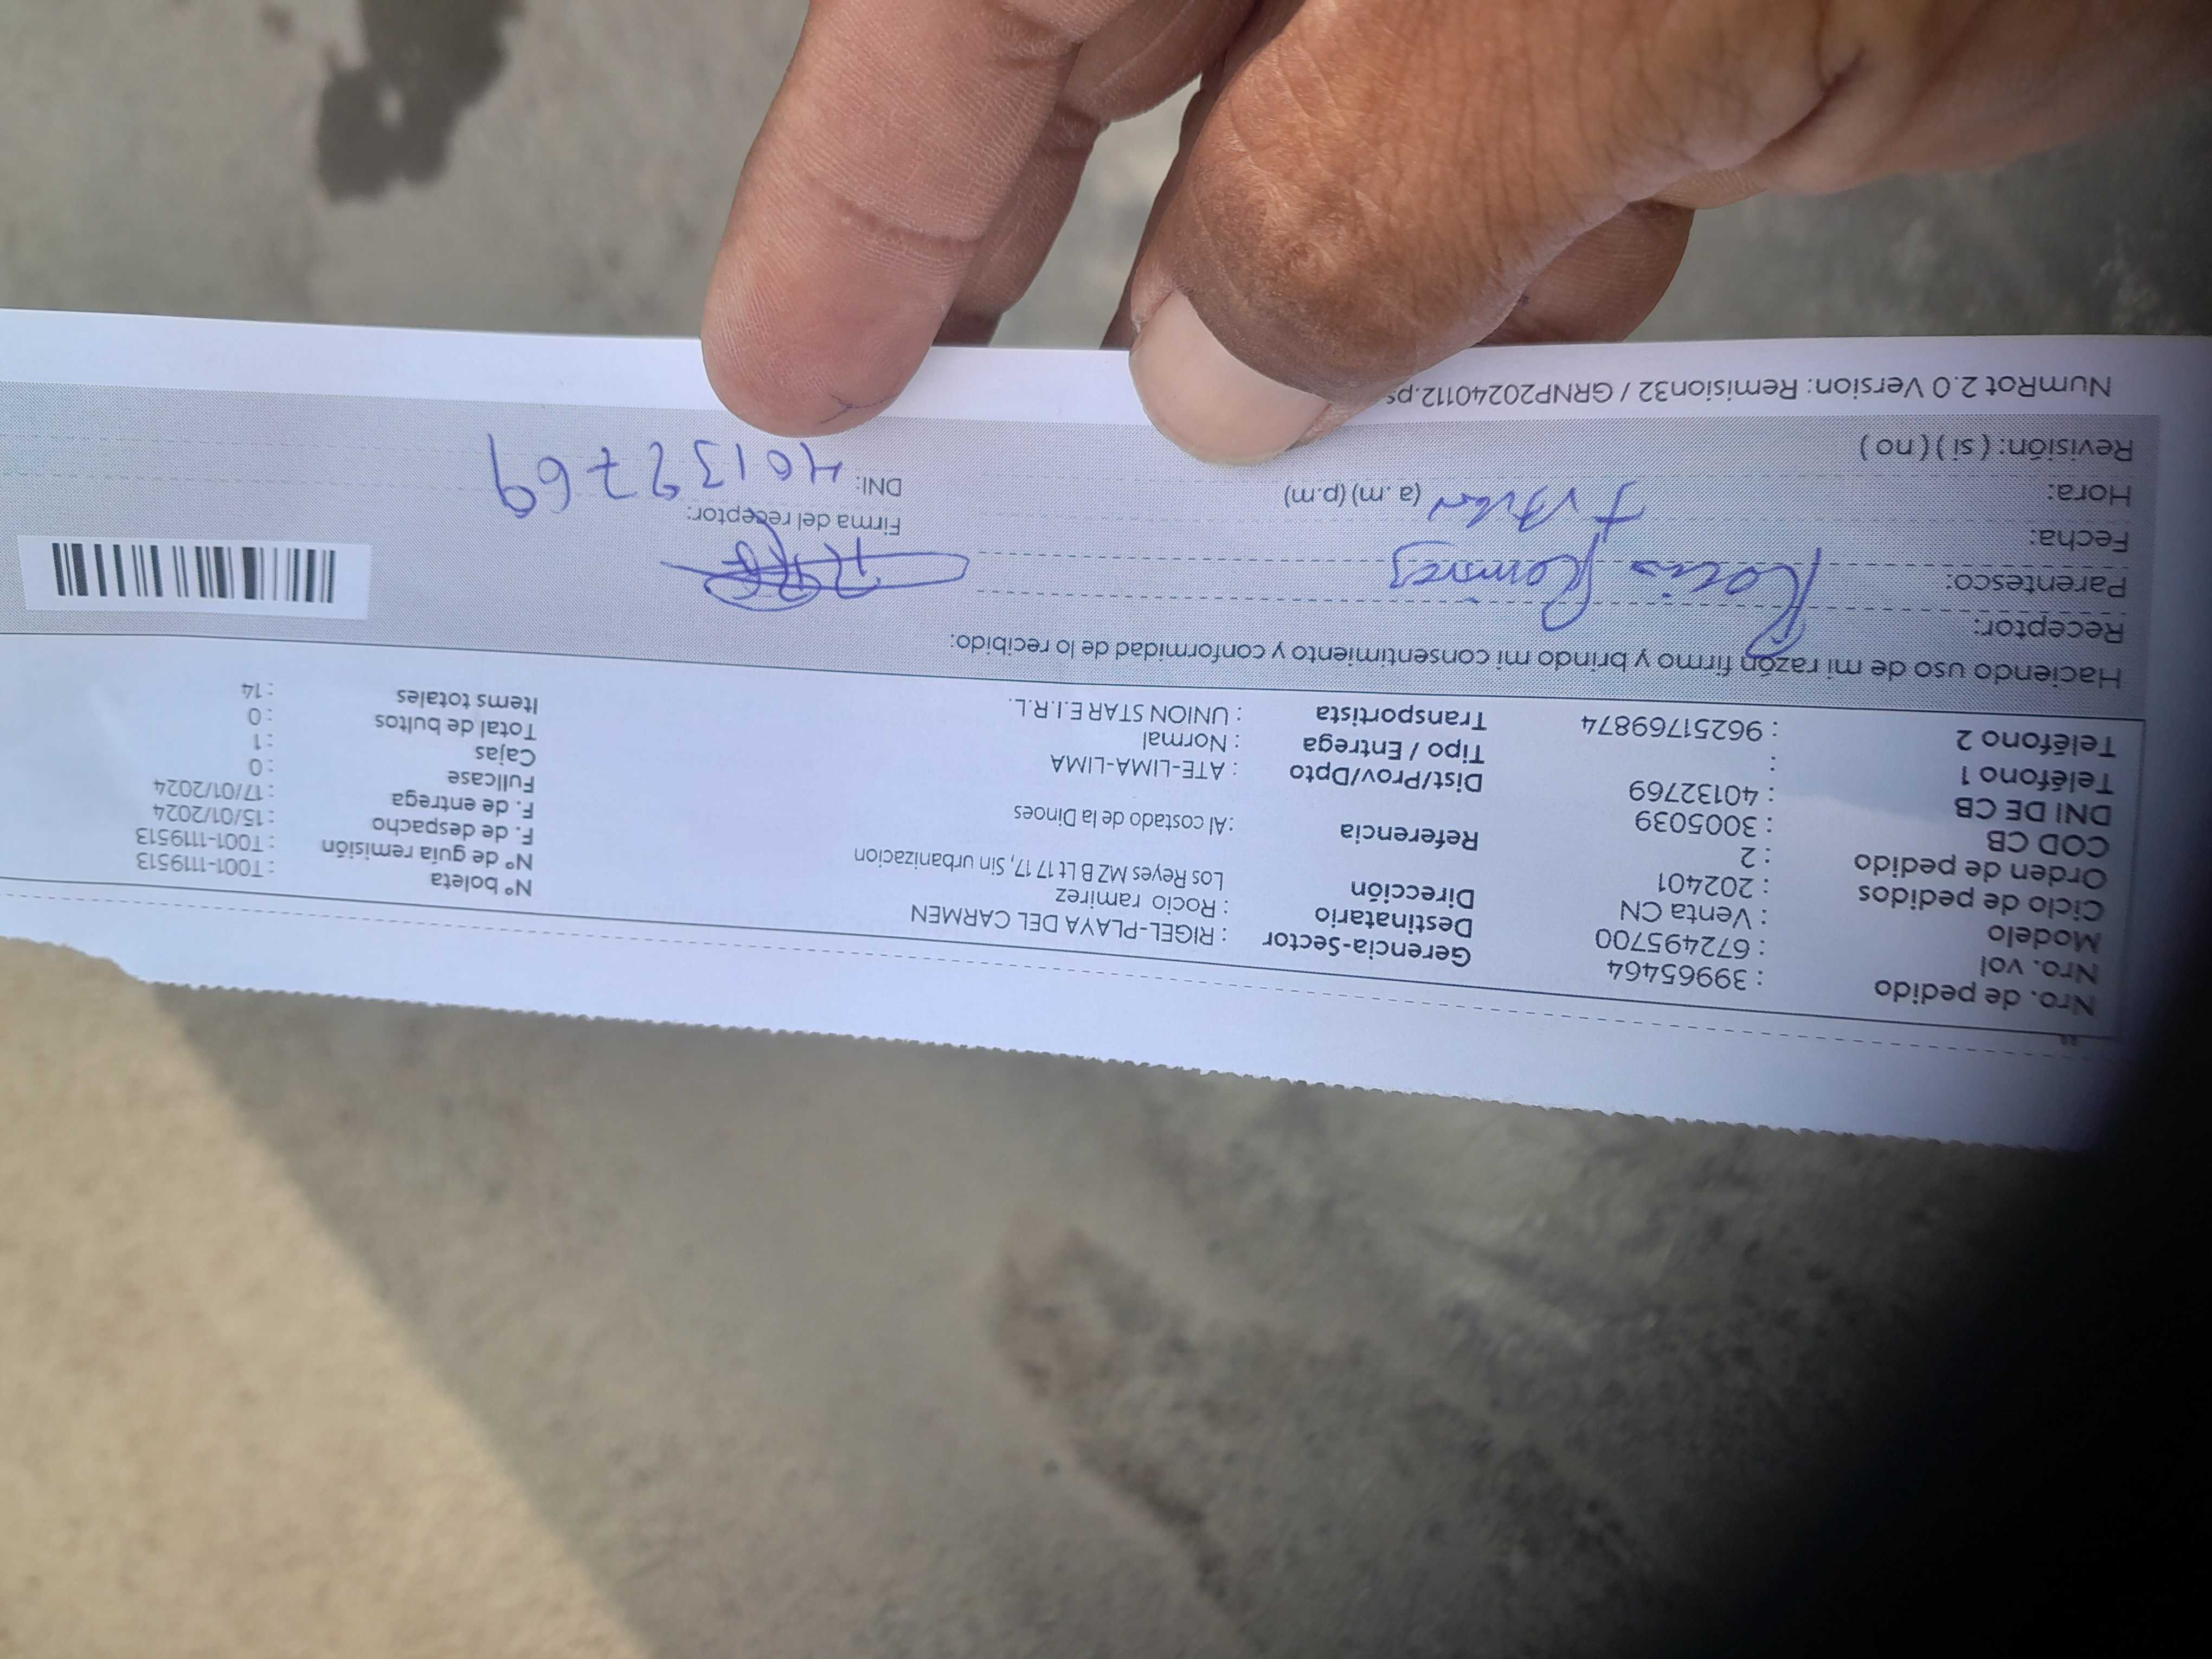 Nro. de pedido : 39965464 Gerencia-Sector : RIGEL-PLAYA DEL CARMEN N° boleta : T001-1119513
Nro. vol : 672495700 Destinatario : Rocio ramirez N° de guía remisión : T001-1119513
Modelo : Venta CN Dirección Los Reyes MZ B Lt 17 17, Sin urbanizacion F. de despacho : 15/01/2024
Ciclo de pedidos : 202401 F. de entrega : 17/01/2024
Orden de pedido : 2 Referencia :Al costado de la Dinoes Fullcase : 0
COD CB : 3005039 Cajas : 1
DNI DE CB : 40132769 Dist/Prov/Dpto : ATE-LIMA-LIMA Total de bultos : 0
Teléfono 1 : Tipo / Entrega : Normal Items totales : 14
Teléfono 2 : 96251769874 Transportista : UNION STAR E.I.R.L.
Haciendo uso de mi razón firmo y brindo mi consentimiento y conformidad de lo recibido:
Receptor: Rocio Ramirez
Parentesco:
Fecha: Firma del receptor:
Hora: (a.m) (p.m) DNI: 40132769
Revisión: ( si ) ( no )
NumRot 2.0 Version: Remision32 / GRNP20240112.ps